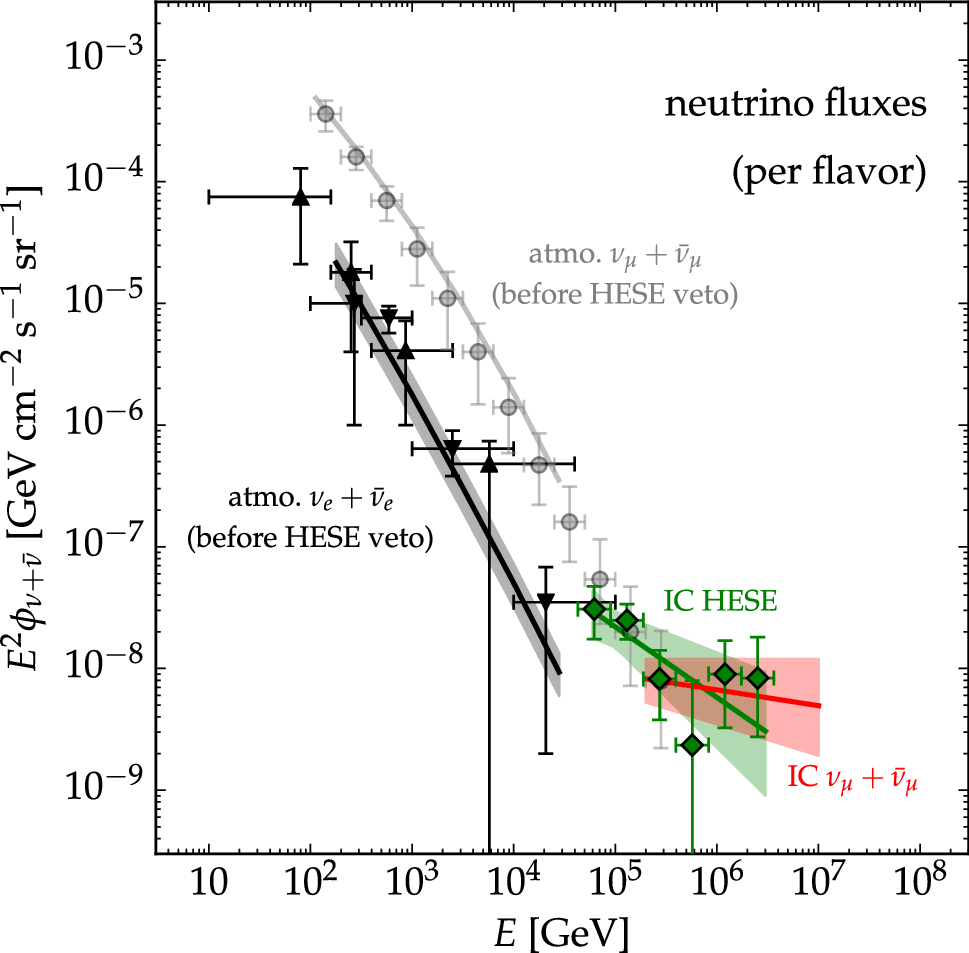 10⁻³
10⁻⁴
10⁻⁵
10⁻⁶
10⁻⁷
10⁻⁸
10⁻⁹
E²ϕ_{ν+ν̄} [GeV cm⁻² s⁻¹ sr⁻¹]
neutrino fluxes
(per flavor)
atmo. ν_μ + ν̄_μ
(before HESE veto)
atmo. ν_e + ν̄_e
(before HESE veto)
IC HESE
IC ν_μ + ν̄_μ
10 10² 10³ 10⁴ 10⁵ 10⁶ 10⁷ 10⁸
E [GeV]